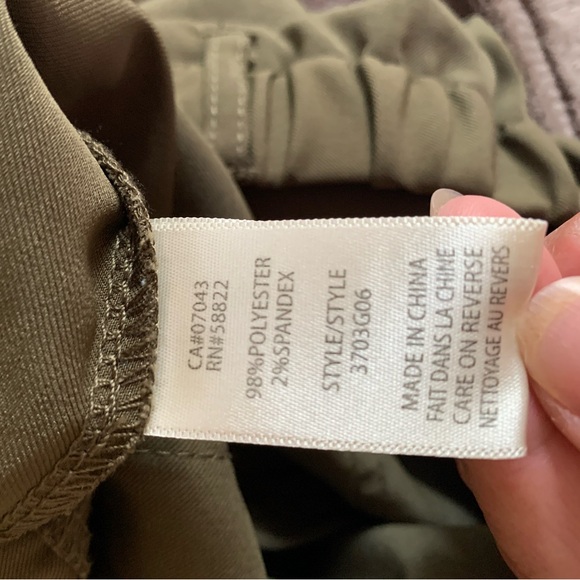 CA#07043
RN#58822
98%POLYESTER
2%SPANDEX
STYLE/STYLE
3703G06
MADE IN CHINA
FAIT DANS LA CHINE
CARE ON REVERSE
NETTOYAGE AU REVERS